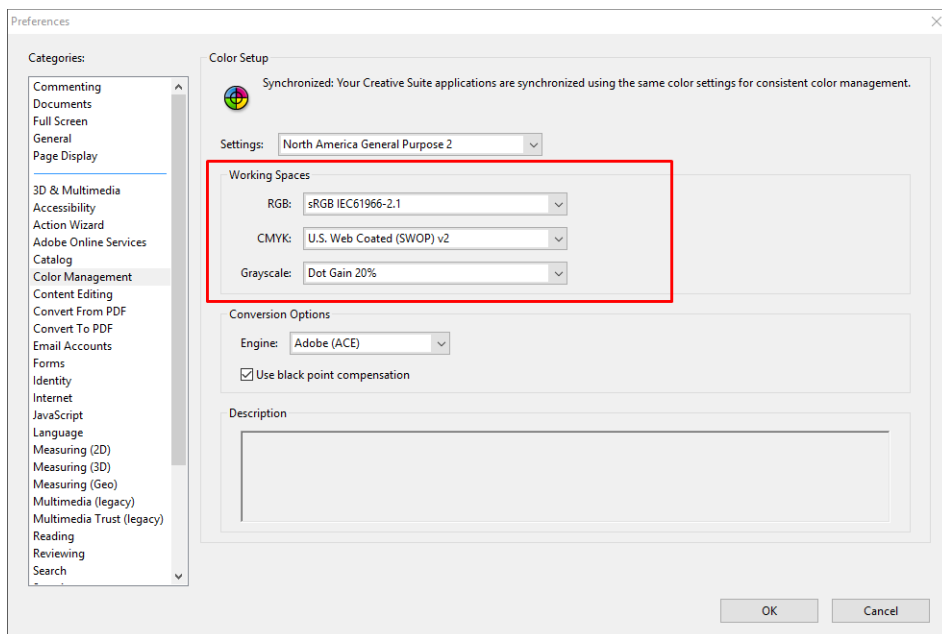 Preferences
Categories:
Commenting
Documents
Full Screen
General
Page Display
3D & Multimedia
Accessibility
Action Wizard
Adobe Online Services
Catalog
Color Management
Content Editing
Convert From PDF
Convert To PDF
Email Accounts
Forms
Identity
Internet
JavaScript
Language
Measuring (2D)
Measuring (3D)
Measuring (Geo)
Multimedia (legacy)
Multimedia Trust (legacy)
Reading
Reviewing
Search
Color Setup
Synchronized: Your Creative Suite applications are synchronized using the same color settings for consistent color management.
Settings: North America General Purpose 2
Working Spaces
RGB: sRGB IEC61966-2.1
CMYK: U.S. Web Coated (SWOP) v2
Grayscale: Dot Gain 20%
Conversion Options
Engine: Adobe (ACE)
Use black point compensation
Description
OK Cancel